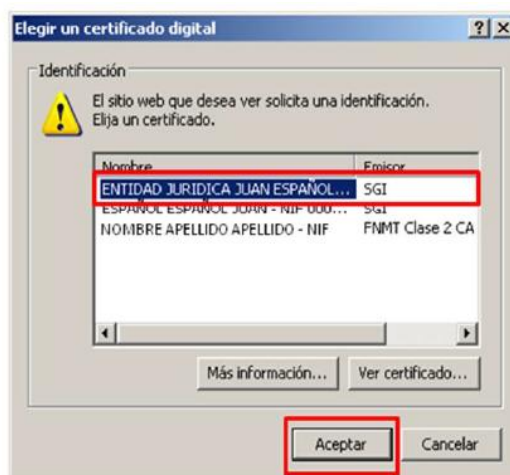 Elegir un certificado digital
Identificación
El sitio web que desea ver solicita una identificación.
Elija un certificado.
Nombre Emisor
ENTIDAD JURIDICA JUAN ESPAÑOL... SGI
ESPAÑOL ESPAÑOL JUAN - NIF 000... SGI
NOMBRE APELLIDO APELLIDO - NIF FNMT Clase 2 CA
Más información... Ver certificado...
Aceptar Cancelar